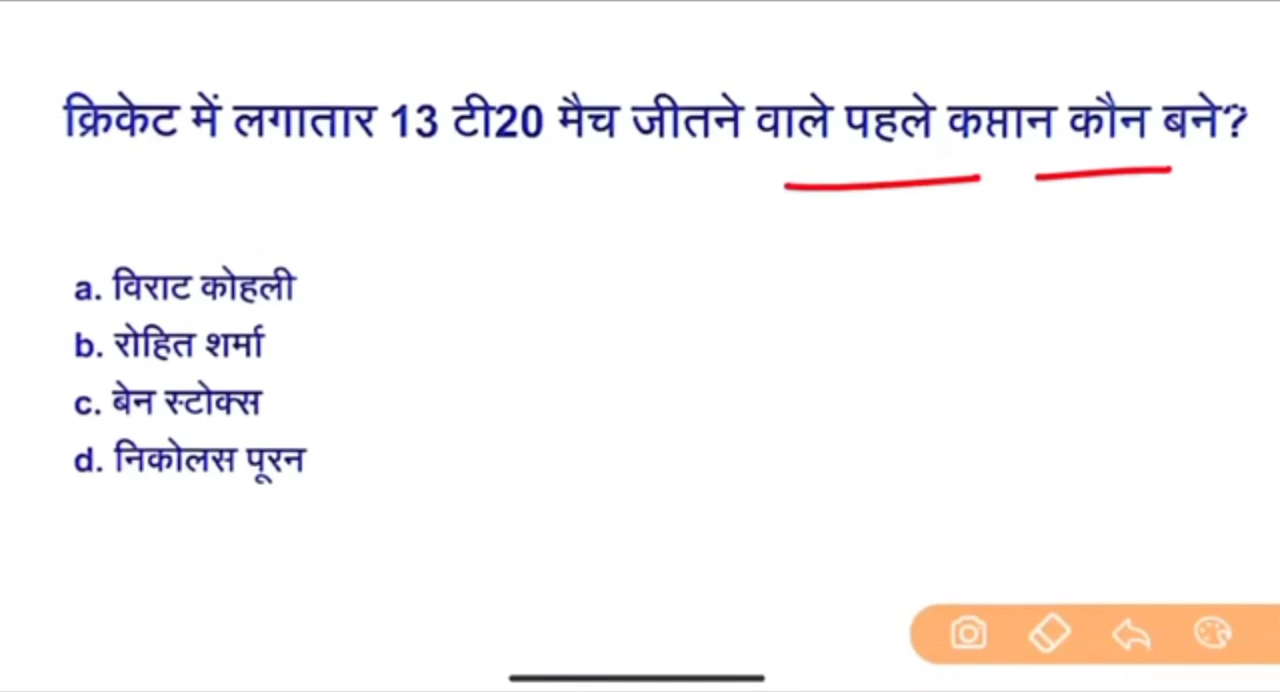 क्रिकेट में लगातार 13 टी20 मैच जीतने वाले पहले कप्तान कौन बने?
a. विराट कोहली
b. रोहित शर्मा
c. बेन स्टोक्स
d. निकोलस पूरन